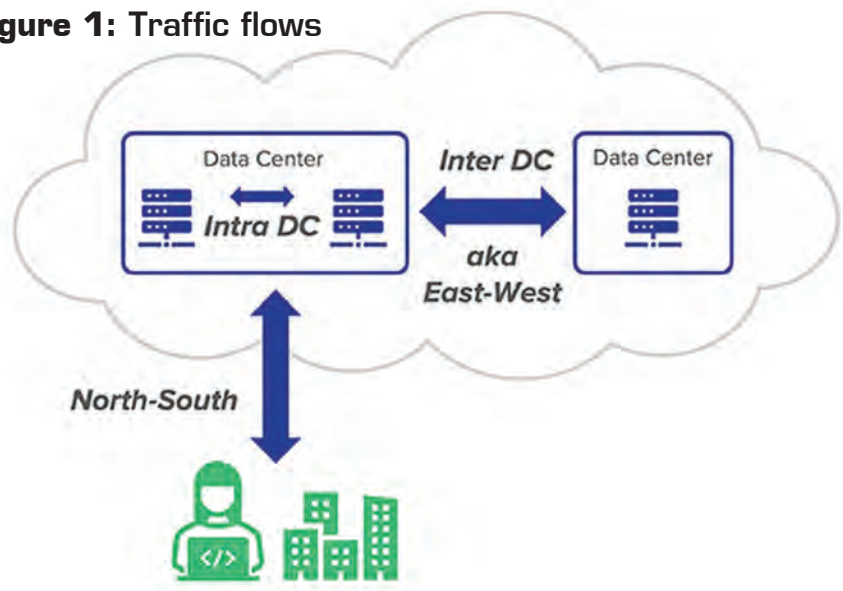 gure 1: Traffic flows
Data Center
Intra DC
Inter DC
aka
East-West
Data Center
North-South
</>